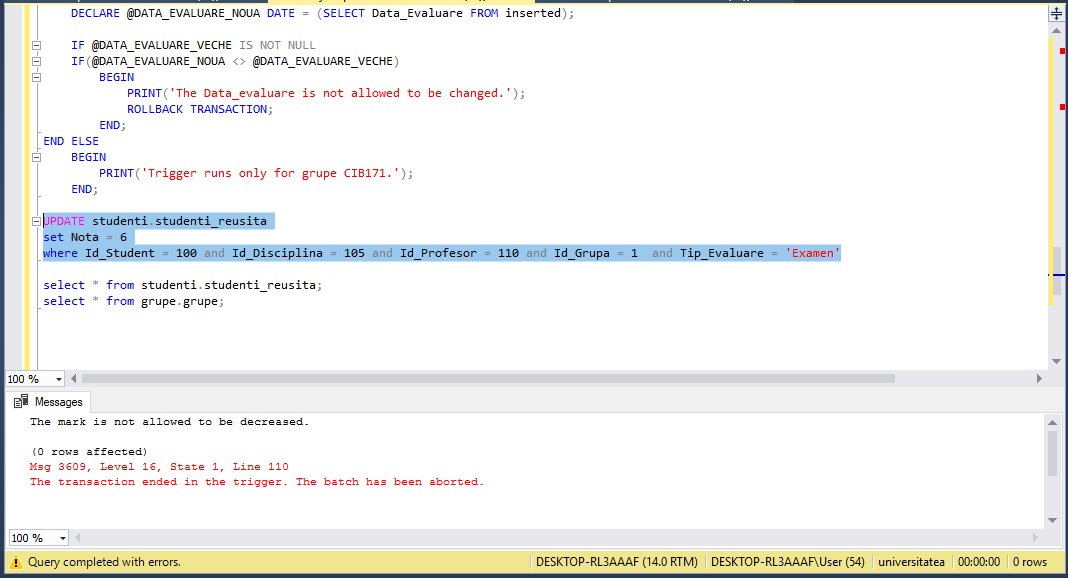 DECLARE @DATA_EVALUARE_NOUA DATE = (SELECT Data_Evaluare FROM inserted);
IF @DATA_EVALUARE_VECHE IS NOT NULL
IF(@DATA_EVALUARE_NOUA <> @DATA_EVALUARE_VECHE)
BEGIN
PRINT('The Data_evaluare is not allowed to be changed.');
ROLLBACK TRANSACTION;
END;
END ELSE
BEGIN
PRINT('Trigger runs only for grupe CIB171.');
END;
UPDATE studenti.studenti_reusita
set Nota = 6
where Id_Student = 100 and Id_Disciplina = 105 and Id_Profesor = 110 and Id_Grupa = 1 and Tip_Evaluare = 'Examen'
select * from studenti.studenti_reusita;
select * from grupe.grupe;
100 %
Messages
The mark is not allowed to be decreased.
(0 rows affected)
Msg 3609, Level 16, State 1, Line 110
The transaction ended in the trigger. The batch has been aborted.
100 %
Query completed with errors. DESKTOP-RL3AAAF (14.0 RTM) DESKTOP-RL3AAAF\User (54) universitatea 00:00:00 0 rows